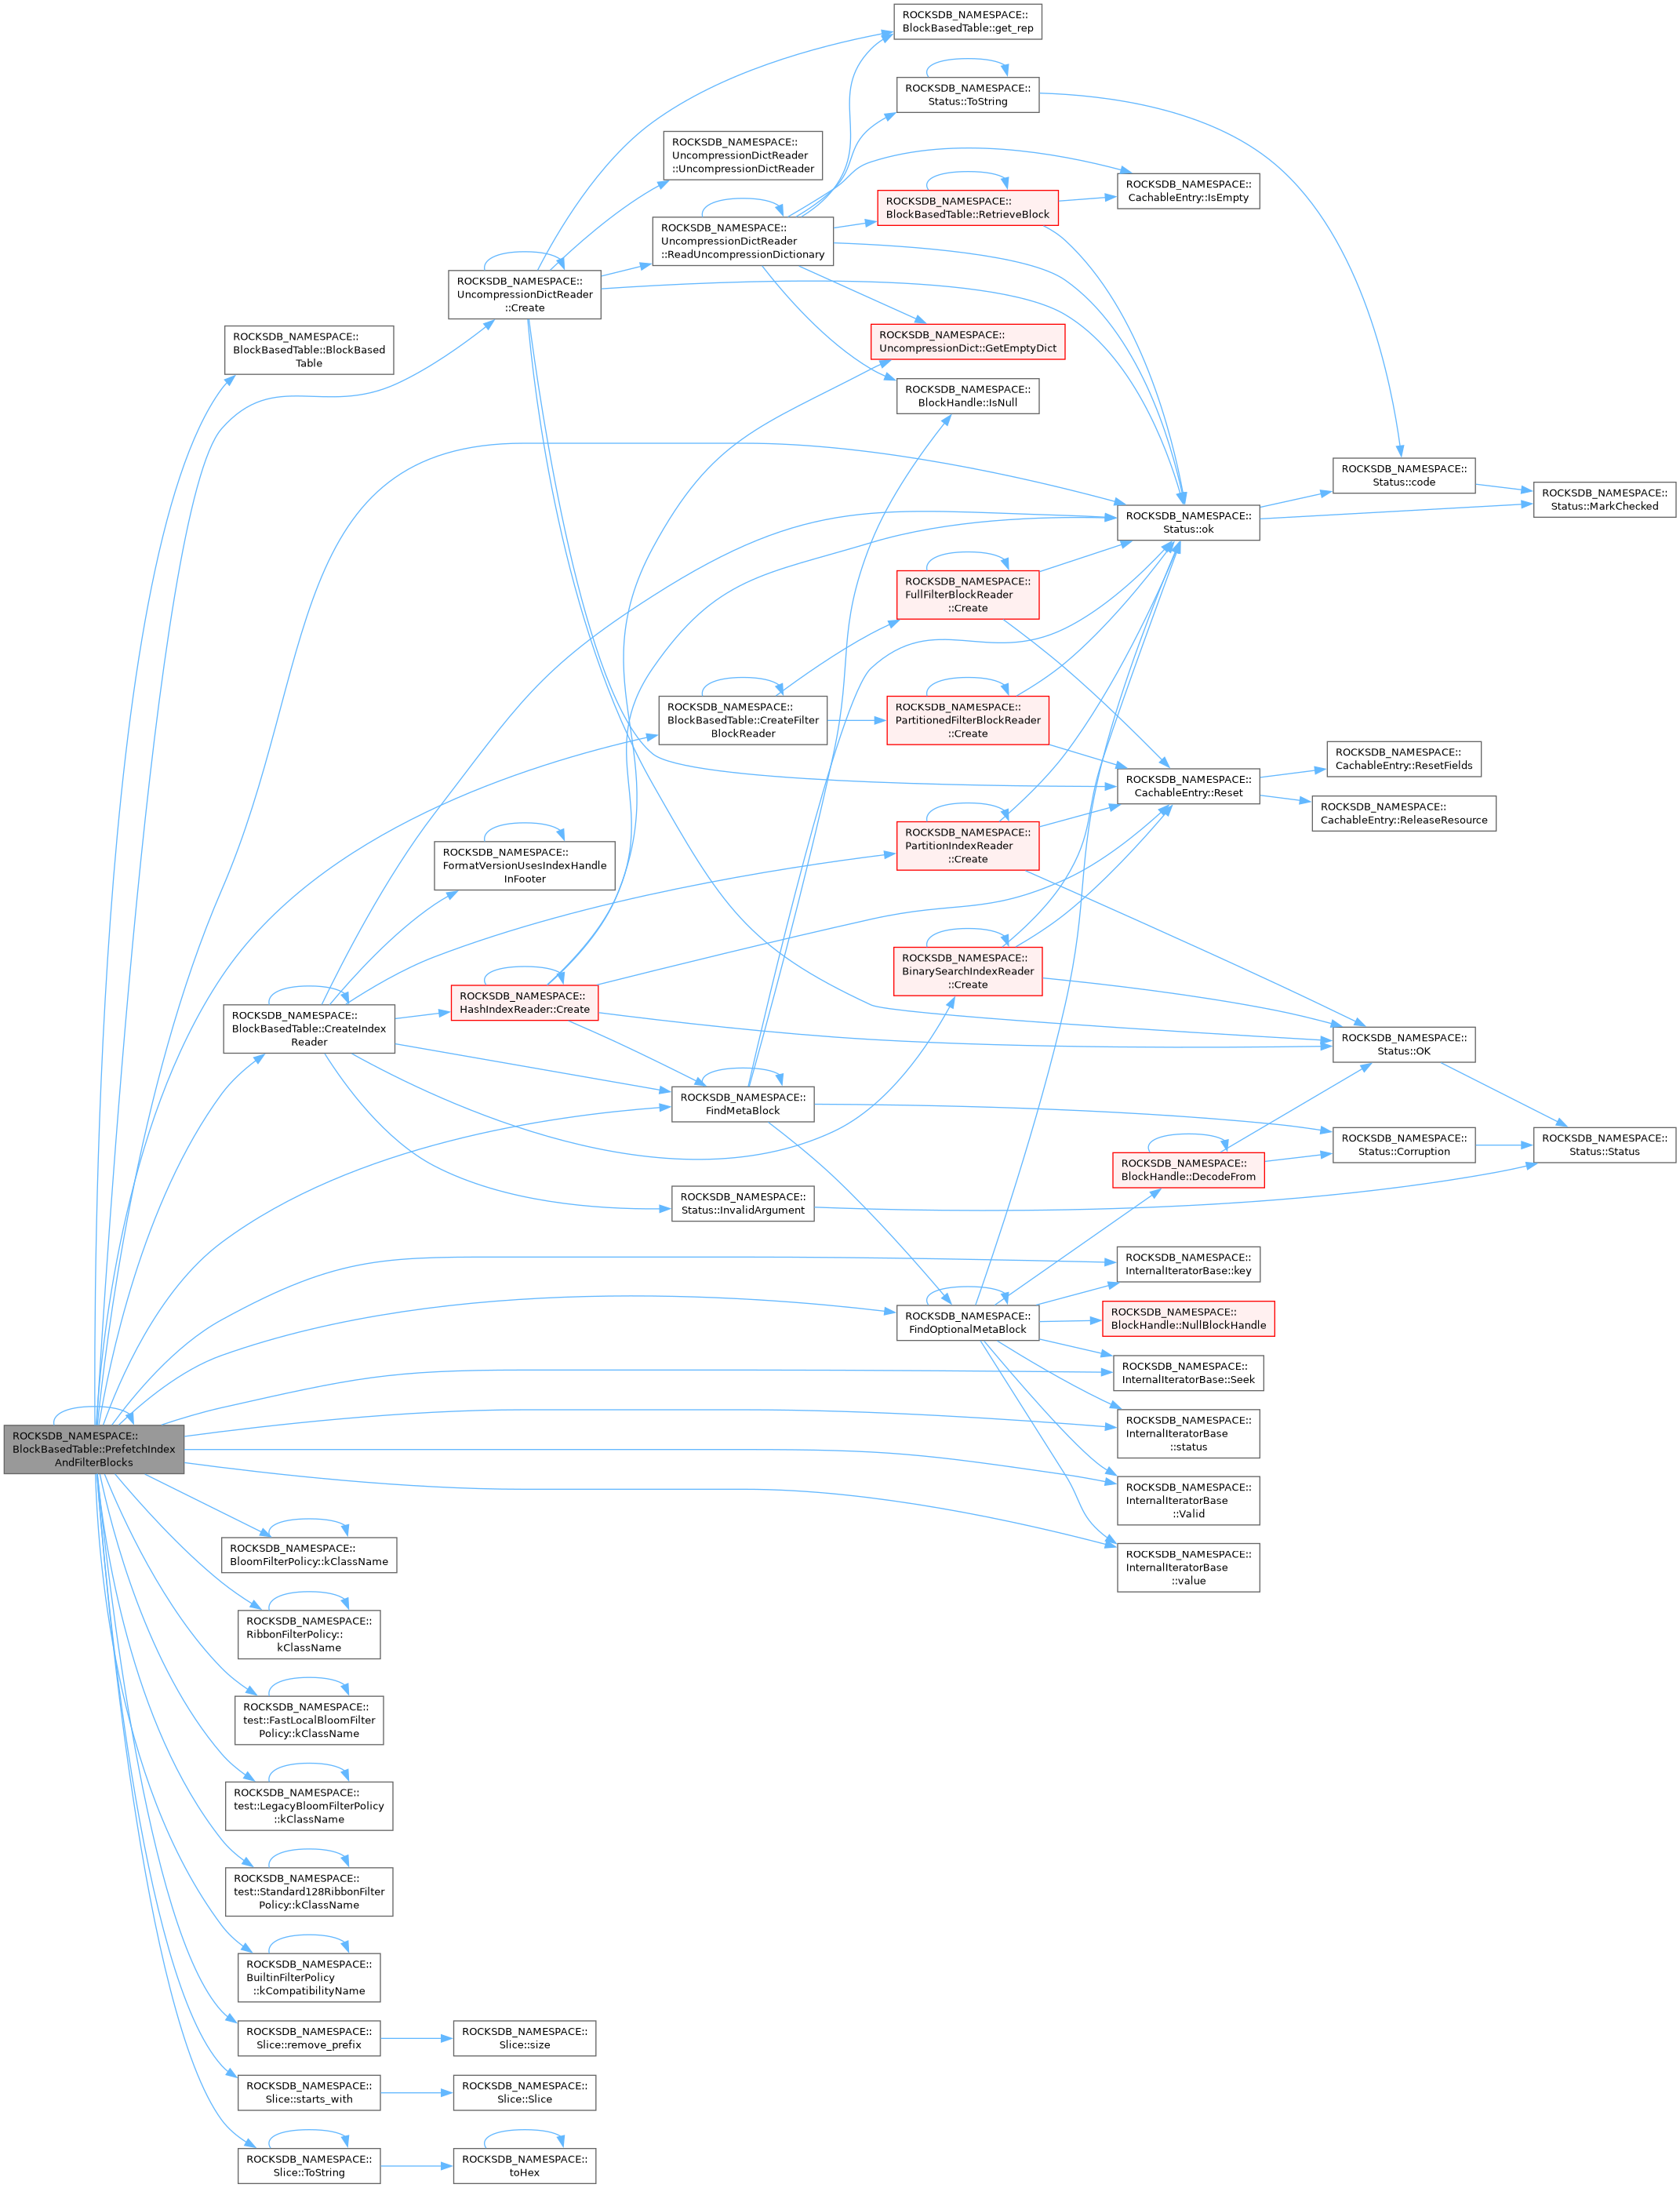 ROCKSDB_NAMESPACE::
BlockBasedTable::get_rep
ROCKSDB_NAMESPACE::
Status::ToString
ROCKSDB_NAMESPACE::
UncompressionDictReader
::UncompressionDictReader
ROCKSDB_NAMESPACE::
CachableEntry::IsEmpty
ROCKSDB_NAMESPACE::
BlockBasedTable::RetrieveBlock
ROCKSDB_NAMESPACE::
UncompressionDictReader
::ReadUncompressionDictionary
ROCKSDB_NAMESPACE::
UncompressionDictReader
::Create
ROCKSDB_NAMESPACE::
BlockBasedTable::BlockBased
Table
ROCKSDB_NAMESPACE::
UncompressionDict::GetEmptyDict
ROCKSDB_NAMESPACE::
BlockHandle::IsNull
ROCKSDB_NAMESPACE::
Status::code
ROCKSDB_NAMESPACE::
Status::MarkChecked
ROCKSDB_NAMESPACE::
Status::ok
ROCKSDB_NAMESPACE::
FullFilterBlockReader
::Create
ROCKSDB_NAMESPACE::
BlockBasedTable::CreateFilter
BlockReader
ROCKSDB_NAMESPACE::
PartitionedFilterBlockReader
::Create
ROCKSDB_NAMESPACE::
CachableEntry::ResetFields
ROCKSDB_NAMESPACE::
CachableEntry::Reset
ROCKSDB_NAMESPACE::
CachableEntry::ReleaseResource
ROCKSDB_NAMESPACE::
PartitionIndexReader
::Create
ROCKSDB_NAMESPACE::
FormatVersionUsesIndexHandle
InFooter
ROCKSDB_NAMESPACE::
BinarySearchIndexReader
::Create
ROCKSDB_NAMESPACE::
HashIndexReader::Create
ROCKSDB_NAMESPACE::
BlockBasedTable::CreateIndex
Reader
ROCKSDB_NAMESPACE::
Status::OK
ROCKSDB_NAMESPACE::
FindMetaBlock
ROCKSDB_NAMESPACE::
Status::Corruption
ROCKSDB_NAMESPACE::
Status::Status
ROCKSDB_NAMESPACE::
BlockHandle::DecodeFrom
ROCKSDB_NAMESPACE::
Status::InvalidArgument
ROCKSDB_NAMESPACE::
InternalIteratorBase::key
ROCKSDB_NAMESPACE::
FindOptionalMetaBlock
ROCKSDB_NAMESPACE::
BlockHandle::NullBlockHandle
ROCKSDB_NAMESPACE::
InternalIteratorBase::Seek
ROCKSDB_NAMESPACE::
InternalIteratorBase
::status
ROCKSDB_NAMESPACE::
BlockBasedTable::PrefetchIndex
AndFilterBlocks
ROCKSDB_NAMESPACE::
InternalIteratorBase
::Valid
ROCKSDB_NAMESPACE::
InternalIteratorBase
::value
ROCKSDB_NAMESPACE::
BloomFilterPolicy::kClassName
ROCKSDB_NAMESPACE::
RibbonFilterPolicy::
kClassName
ROCKSDB_NAMESPACE::
test::FastLocalBloomFilter
Policy::kClassName
ROCKSDB_NAMESPACE::
test::LegacyBloomFilterPolicy
::kClassName
ROCKSDB_NAMESPACE::
test::Standard128RibbonFilter
Policy::kClassName
ROCKSDB_NAMESPACE::
BuiltinFilterPolicy
::kCompatibilityName
ROCKSDB_NAMESPACE::
Slice::remove_prefix
ROCKSDB_NAMESPACE::
Slice::size
ROCKSDB_NAMESPACE::
Slice::starts_with
ROCKSDB_NAMESPACE::
Slice::Slice
ROCKSDB_NAMESPACE::
Slice::ToString
ROCKSDB_NAMESPACE::
toHex